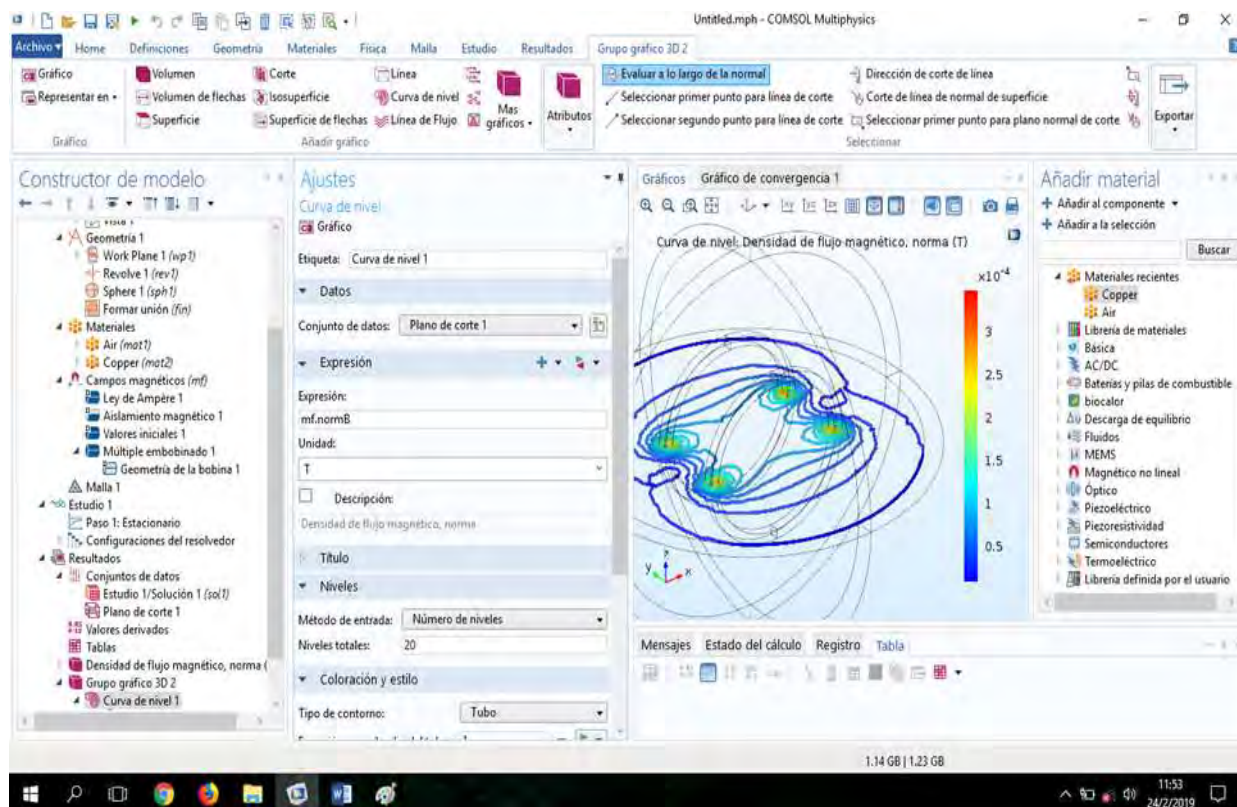 Untitled.mph - COMSOL Multiphysics
Archivo Home Definiciones Geometría Materiales Física Malla Estudio Resultados Grupo gráfico 3D 2
Gráfico
Representar en
Gráfico
Volumen
Corte
Línea
Volumen de flechas
Isosuperficie
Curva de nivel
Superficie
Superficie de flechas
Línea de Flujo
Mas gráficos
Añadir gráfico
Atributos
Evaluar a lo largo de la normal
Dirección de corte de línea
Seleccionar primer punto para línea de corte
Corte de línea de normal de superficie
Seleccionar segundo punto para línea de corte
Seleccionar primer punto para plano normal de corte
Seleccionar
Exportar
Constructor de modelo
Vista 1
Geometría 1
Work Plane 1 (wp1)
Revolve 1 (rev1)
Sphere 1 (sph1)
Formar unión (fin)
Materiales
Air (mat1)
Copper (mat2)
Campos magnéticos (mf)
Ley de Ampère 1
Aislamiento magnético 1
Valores iniciales 1
Múltiple embobinado 1
Geometría de la bobina 1
Malla 1
Estudio 1
Paso 1: Estacionario
Configuraciones del resolvedor
Resultados
Conjuntos de datos
Estudio 1/Solución 1 (sol1)
Plano de corte 1
Valores derivados
Tablas
Densidad de flujo magnético, norma (
Grupo gráfico 3D 2
Curva de nivel 1
Ajustes
Curva de nivel
Gráfico
Etiqueta: Curva de nivel 1
Datos
Conjunto de datos: Plano de corte 1
Expresión
Expresión:
mf.normB
Unidad:
T
Descripción:
Densidad de flujo magnético, norma
Título
Niveles
Método de entrada: Número de niveles
Niveles totales: 20
Coloración y estilo
Tipo de contorno: Tubo
Gráficos Gráfico de convergencia 1
Curva de nivel: Densidad de flujo magnético, norma (T)
×10⁻⁴
3
2.5
2
1.5
1
0.5
y z x
Mensajes Estado del cálculo Registro Tabla
Añadir material
Añadir al componente
Añadir a la selección
Buscar
Materiales recientes
Copper
Air
Librería de materiales
Básica
AC/DC
Baterías y pilas de combustible
biocalor
Descarga de equilibrio
Fluidos
MEMS
Magnético no lineal
Óptico
Piezoeléctrico
Piezoresistividad
Semiconductores
Termoeléctrico
Librería definida por el usuario
1.14 GB | 1.23 GB
11:53
24/2/2019